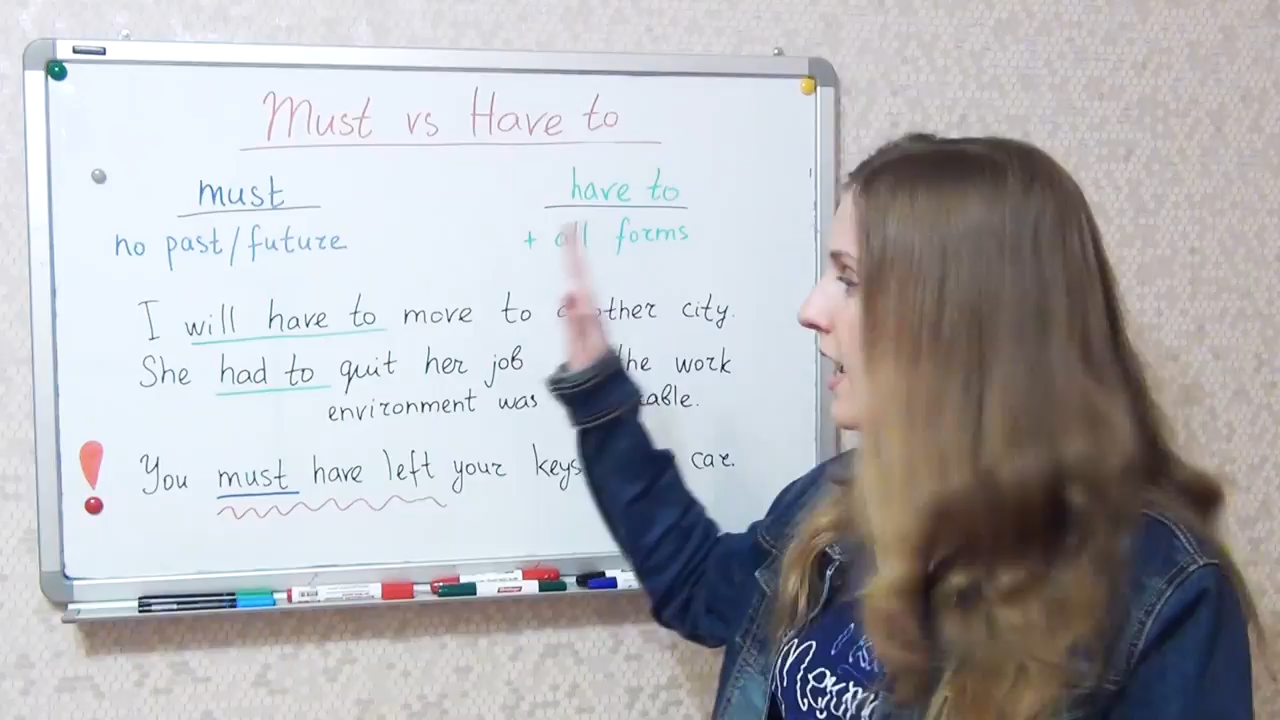 Must vs Have to
must
have to
no past/future
+ all forms
I will have to move to another city.
She had to quit her job the work
environment was
You must have left your keys car.